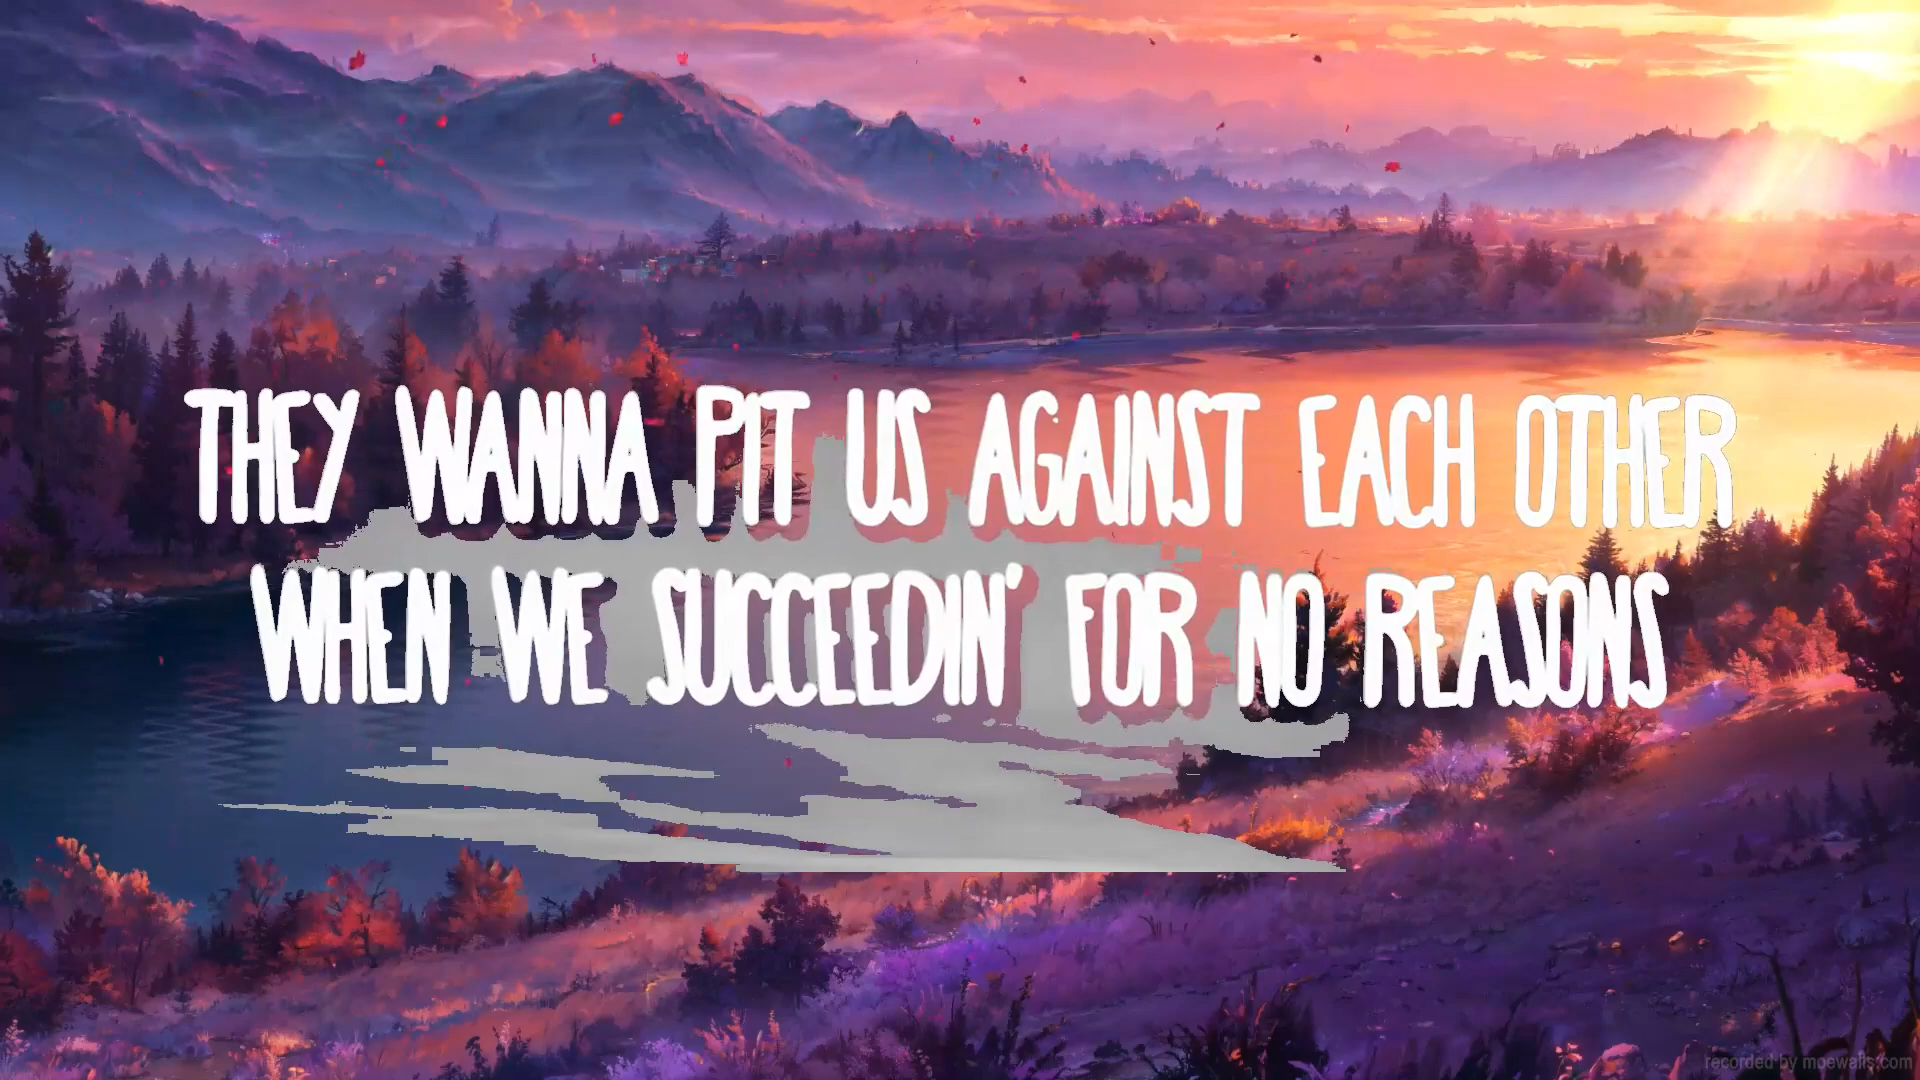 THEY WANNA PIT US AGAINST EACH OTHER
WHEN WE SUCCEEDIN' FOR NO REASONS
recorded by moewalls.com